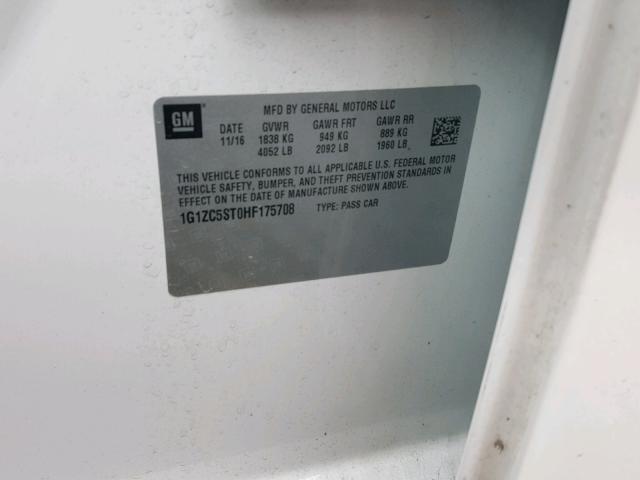 GM
MFD BY GENERAL MOTORS LLC
DATE GVWR GAWR FRT GAWR RR
11/16 1838 KG 949 KG 889 KG
4052 LB 2092 LB 1960 LB
THIS VEHICLE CONFORMS TO ALL APPLICABLE U.S. FEDERAL MOTOR
VEHICLE SAFETY, BUMPER, AND THEFT PREVENTION STANDARDS IN
EFFECT ON THE DATE OF MANUFACTURE SHOWN ABOVE.
1G1ZC5ST0HF175708 TYPE: PASS CAR